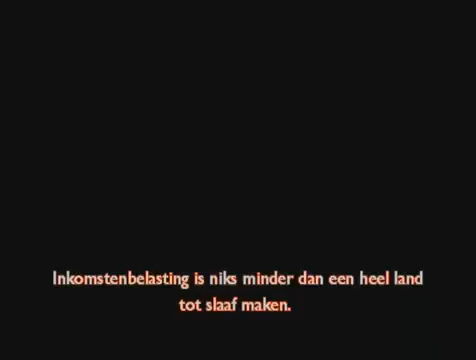 Inkomstenbelasting is niks minder dan een heel land
tot slaaf maken.